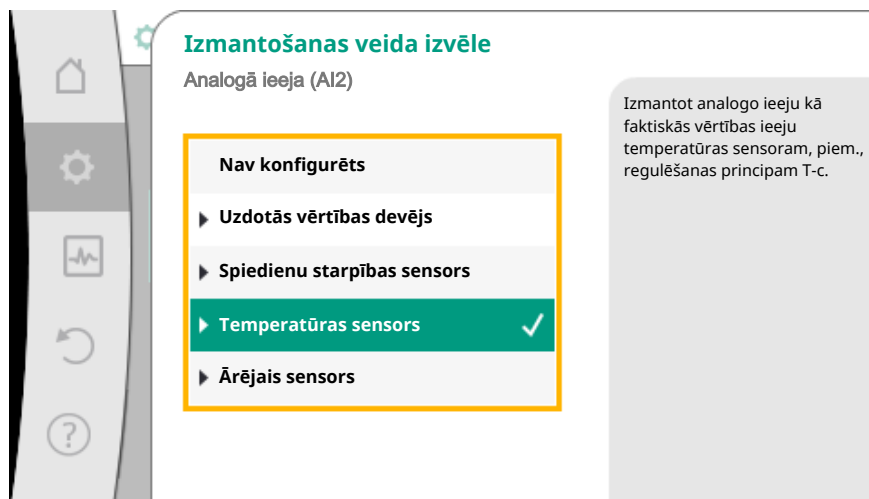 Izmantošanas veida izvēle
Analogā ieeja (AI2)
Nav konfigurēts
Uzdotās vērtības devējs
Spiedienu starpības sensors
Temperatūras sensors
Ārējais sensors
Izmantot analogo ieeju kā
faktiskās vērtības ieeju
temperatūras sensoram, piem.,
regulēšanas principam T-c.
?